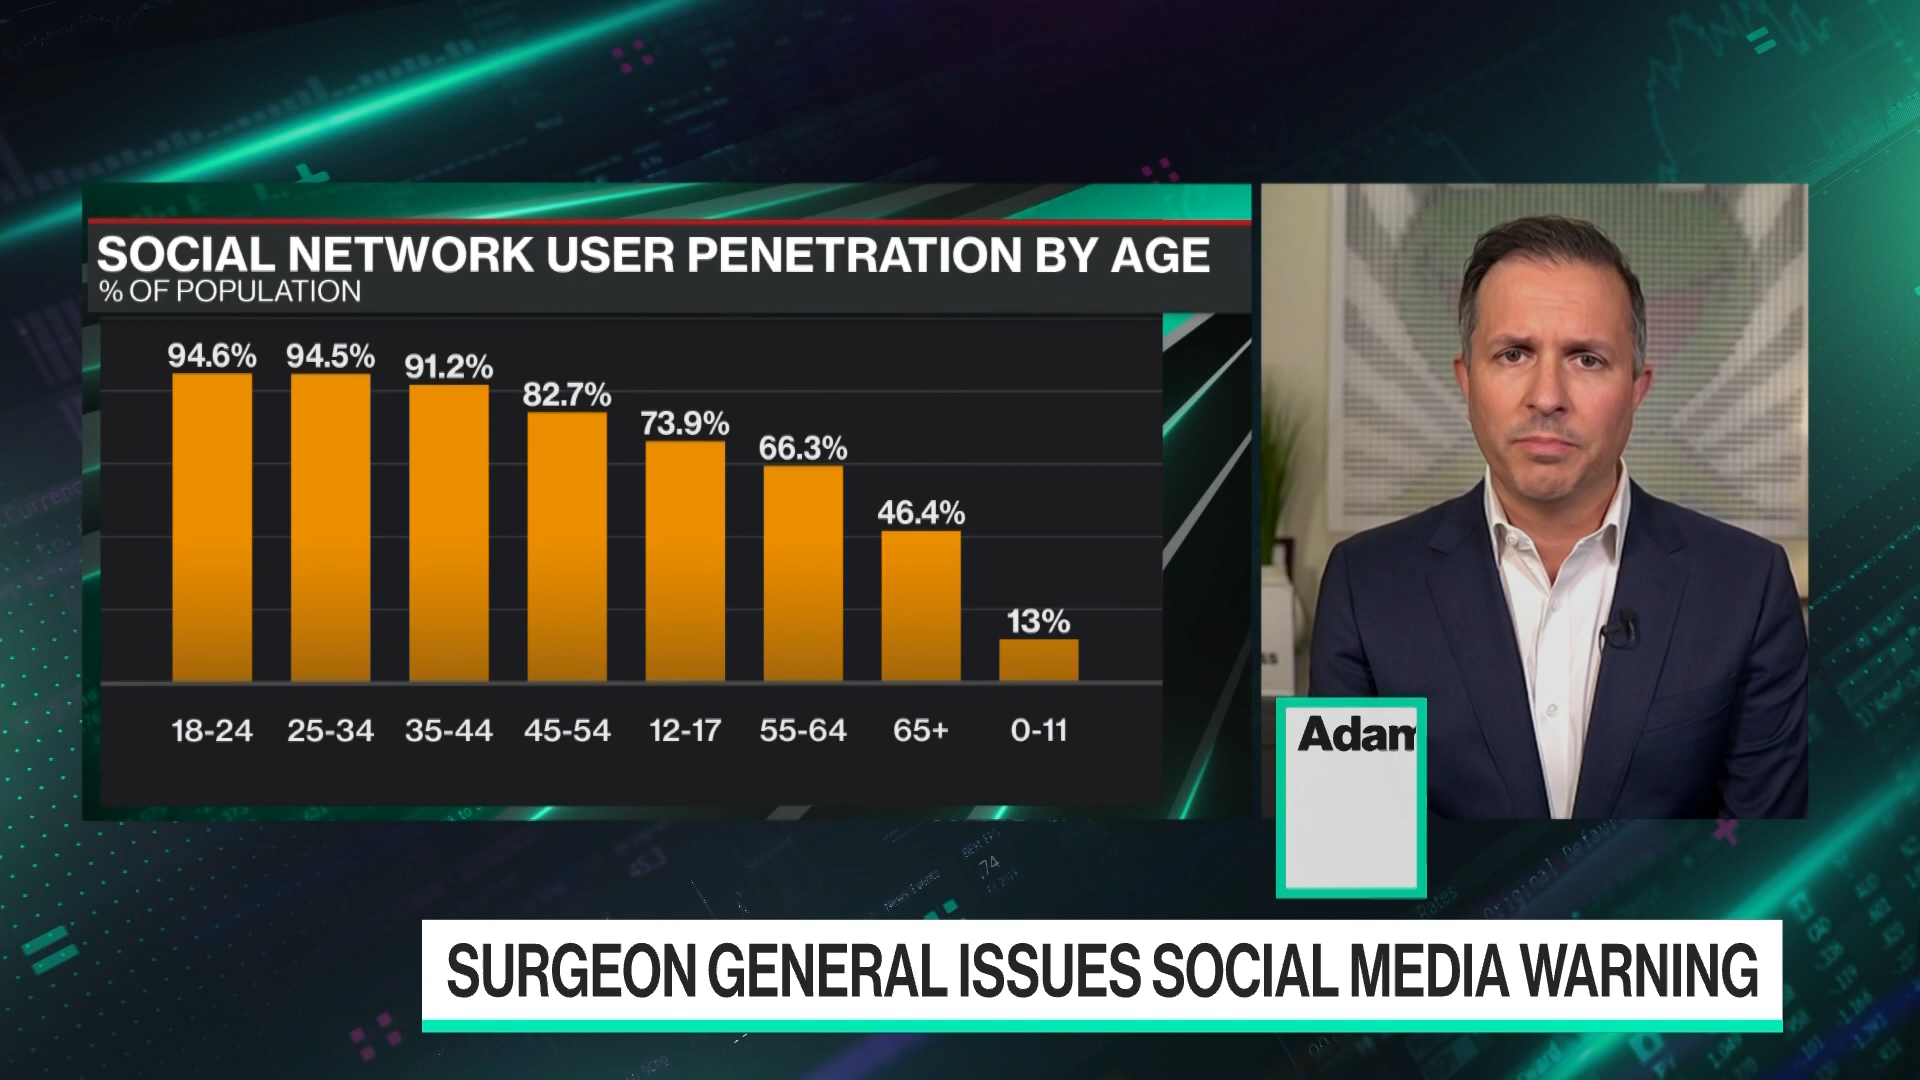 SOCIAL NETWORK USER PENETRATION BY AGE
% OF POPULATION
94.6% 94.5% 91.2% 82.7% 73.9% 66.3% 46.4% 13%
18-24 25-34 35-44 45-54 12-17 55-64 65+ 0-11
Adam
SURGEON GENERAL ISSUES SOCIAL MEDIA WARNING